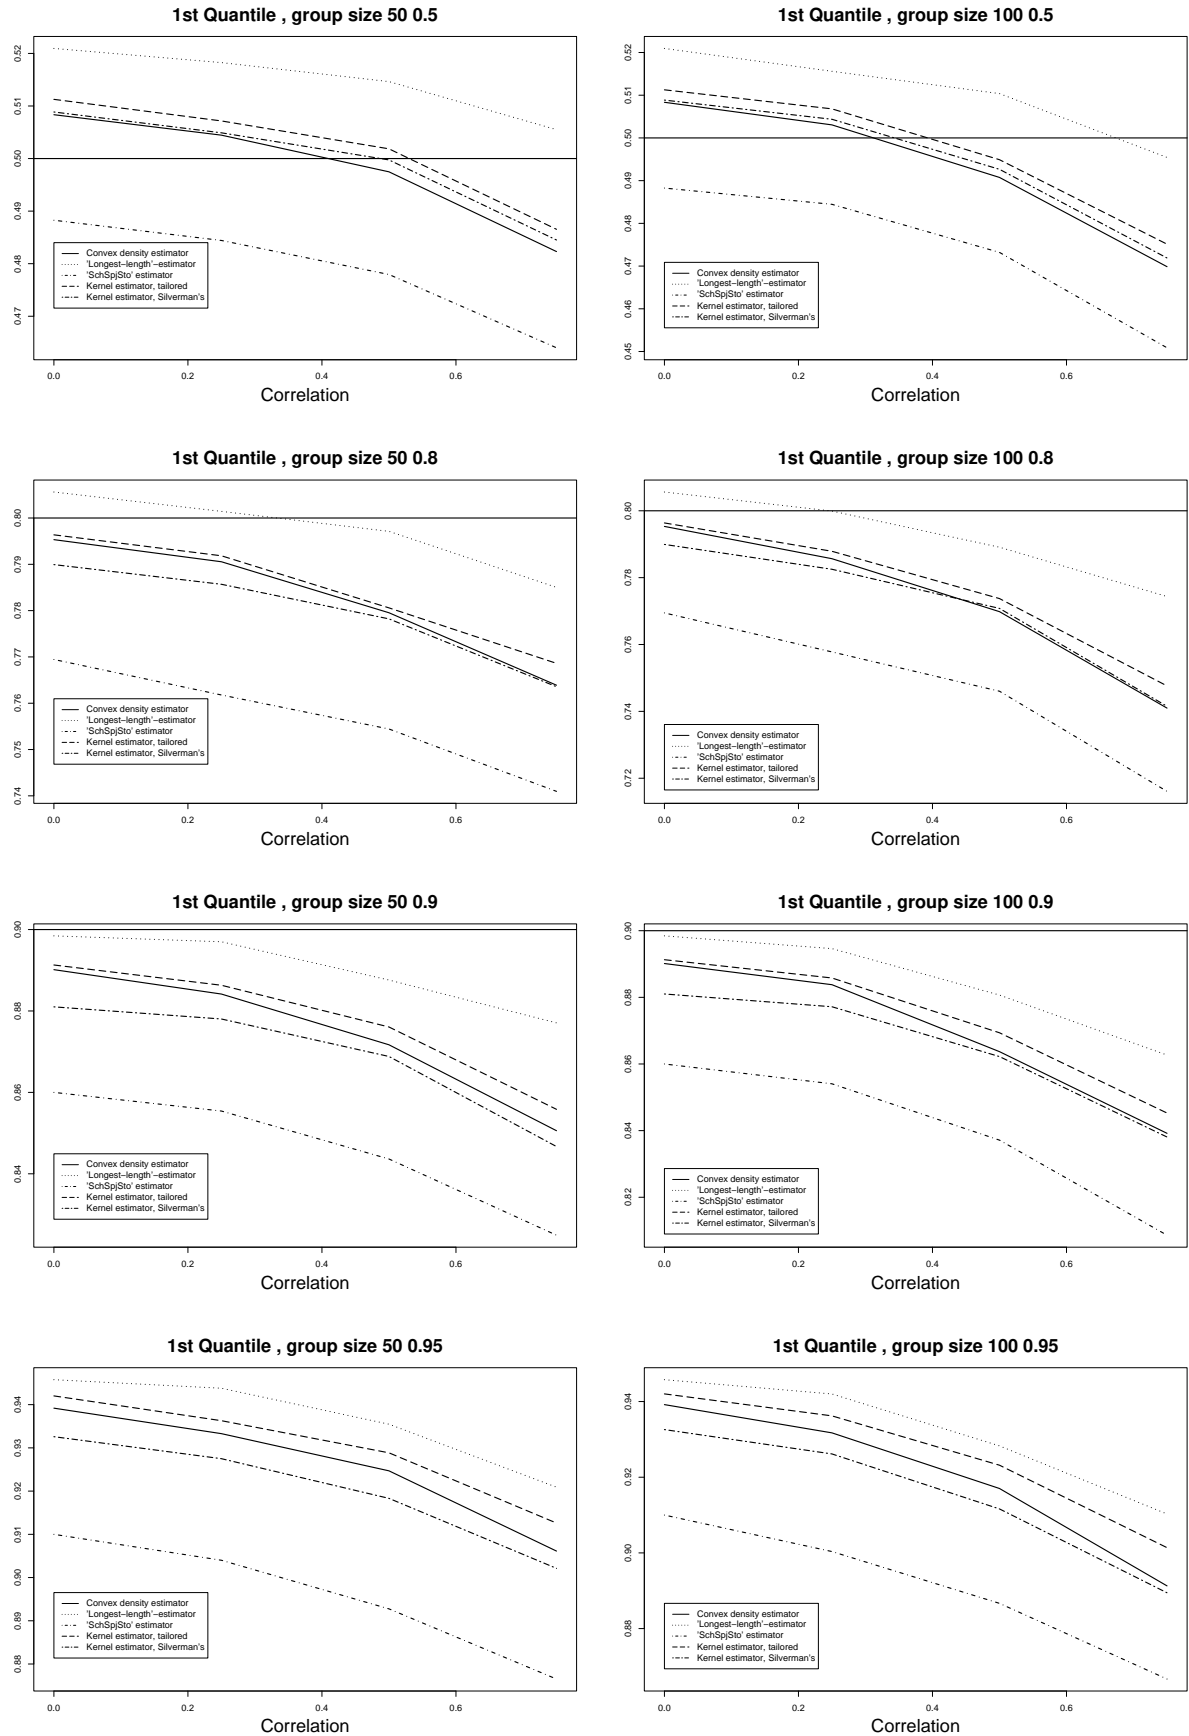 1st Quantile , group size 50 0.5
0.52
0.51
0.50
0.49
0.48
0.47
Convex density estimator
'Longest−length'−estimator
'SchSpjSto' estimator
Kernel estimator, tailored
Kernel estimator, Silverman's
0.0 0.2 0.4 0.6
Correlation
1st Quantile , group size 100 0.5
0.52
0.51
0.50
0.49
0.48
0.47
0.46
0.45
Convex density estimator
'Longest−length'−estimator
'SchSpjSto' estimator
Kernel estimator, tailored
Kernel estimator, Silverman's
0.0 0.2 0.4 0.6
Correlation
1st Quantile , group size 50 0.8
0.80
0.79
0.78
0.77
0.76
0.75
0.74
Convex density estimator
'Longest−length'−estimator
'SchSpjSto' estimator
Kernel estimator, tailored
Kernel estimator, Silverman's
0.0 0.2 0.4 0.6
Correlation
1st Quantile , group size 100 0.8
0.80
0.78
0.76
0.74
0.72
Convex density estimator
'Longest−length'−estimator
'SchSpjSto' estimator
Kernel estimator, tailored
Kernel estimator, Silverman's
0.0 0.2 0.4 0.6
Correlation
1st Quantile , group size 50 0.9
0.90
0.88
0.86
0.84
Convex density estimator
'Longest−length'−estimator
'SchSpjSto' estimator
Kernel estimator, tailored
Kernel estimator, Silverman's
0.0 0.2 0.4 0.6
Correlation
1st Quantile , group size 100 0.9
0.90
0.88
0.86
0.84
0.82
Convex density estimator
'Longest−length'−estimator
'SchSpjSto' estimator
Kernel estimator, tailored
Kernel estimator, Silverman's
0.0 0.2 0.4 0.6
Correlation
1st Quantile , group size 50 0.95
0.94
0.93
0.92
0.91
0.90
0.89
0.88
Convex density estimator
'Longest−length'−estimator
'SchSpjSto' estimator
Kernel estimator, tailored
Kernel estimator, Silverman's
0.0 0.2 0.4 0.6
Correlation
1st Quantile , group size 100 0.95
0.94
0.92
0.90
0.88
Convex density estimator
'Longest−length'−estimator
'SchSpjSto' estimator
Kernel estimator, tailored
Kernel estimator, Silverman's
0.0 0.2 0.4 0.6
Correlation